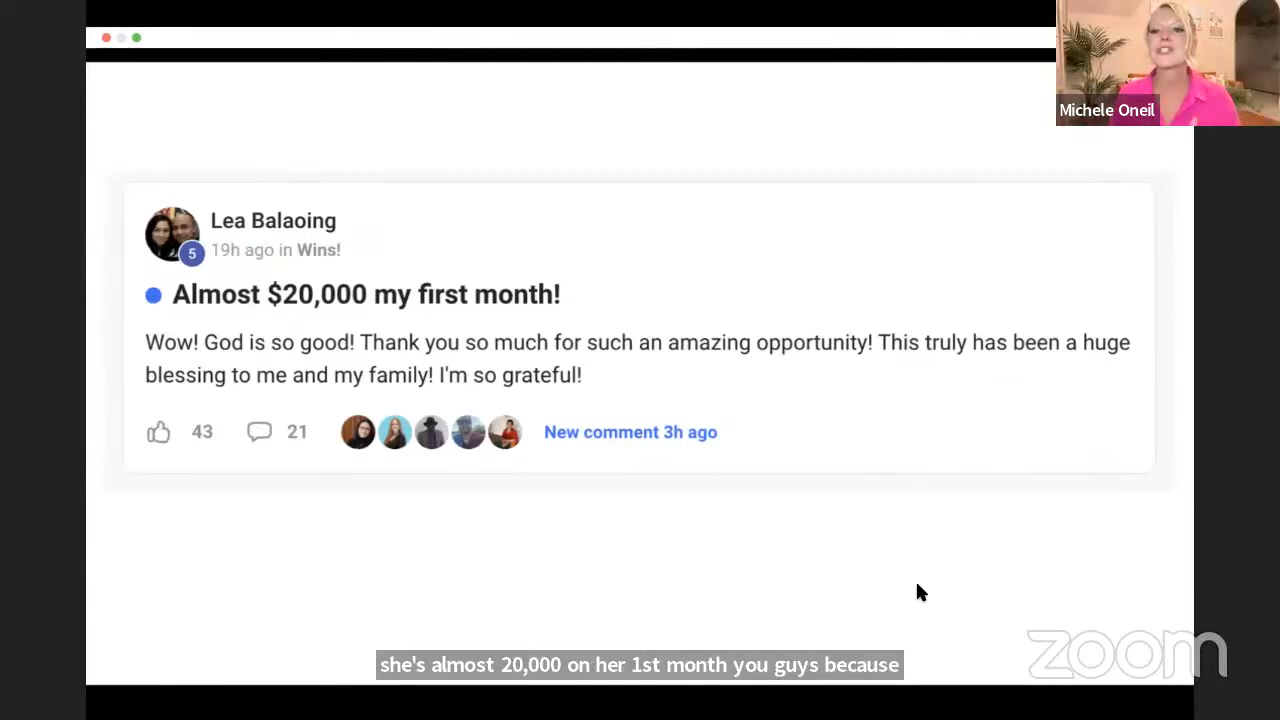 Michele Oneil
Lea Balaoing
5
19h ago in Wins!
Almost $20,000 my first month!
Wow! God is so good! Thank you so much for such an amazing opportunity! This truly has been a huge
blessing to me and my family! I'm so grateful!
43 21 New comment 3h ago
she's almost 20,000 on her 1st month you guys because
zoom